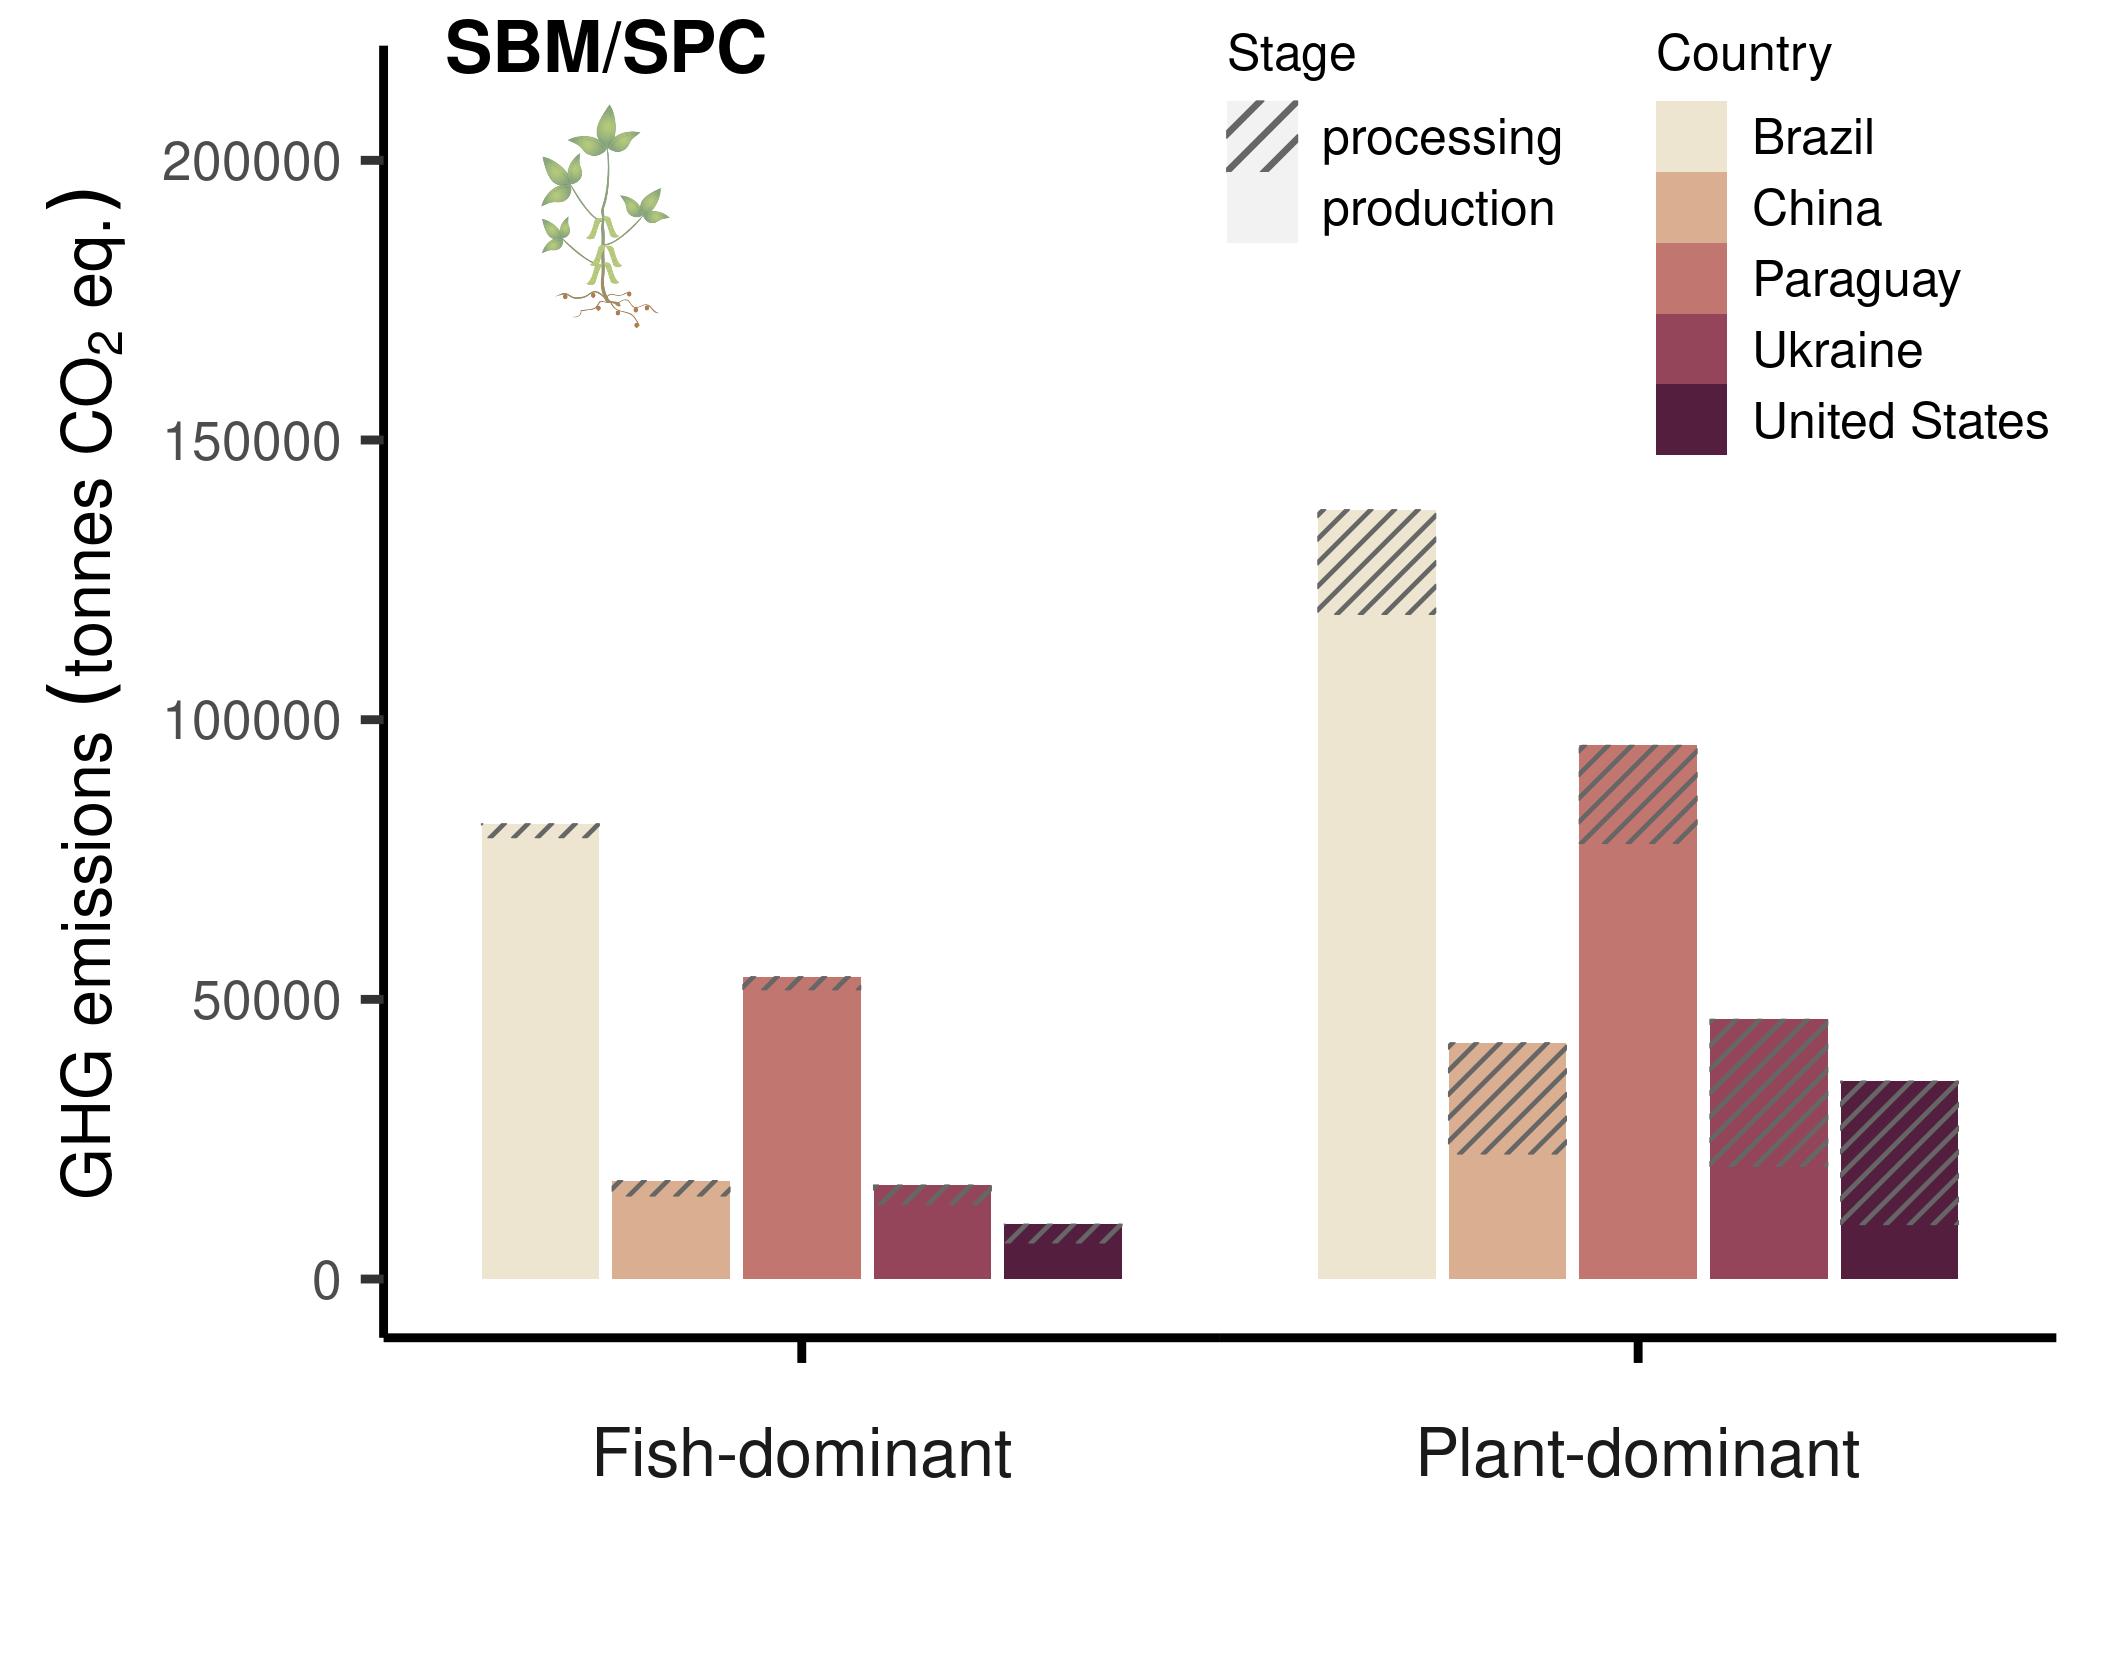 SBM/SPC
Stage
processing
production
Country
Brazil
China
Paraguay
Ukraine
United States
GHG emissions (tonnes CO₂ eq.)
200000
150000
100000
50000
0
Fish-dominant
Plant-dominant